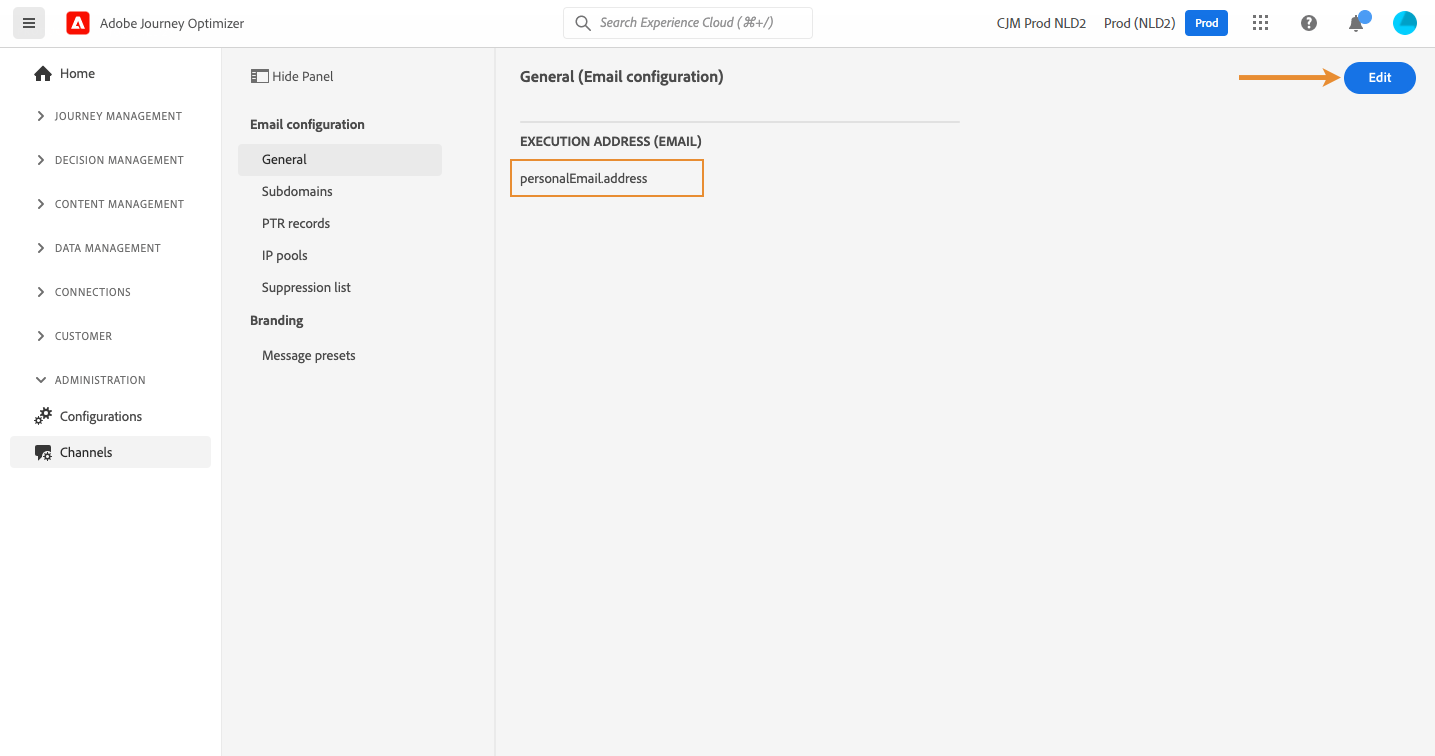 Adobe Journey Optimizer
Search Experience Cloud (⌘+/)
CJM Prod NLD2
Prod (NLD2)
Prod
Home
JOURNEY MANAGEMENT
DECISION MANAGEMENT
CONTENT MANAGEMENT
DATA MANAGEMENT
CONNECTIONS
CUSTOMER
ADMINISTRATION
Configurations
Channels
Hide Panel
Email configuration
General
Subdomains
PTR records
IP pools
Suppression list
Branding
Message presets
General (Email configuration)
Edit
EXECUTION ADDRESS (EMAIL)
personalEmail.address